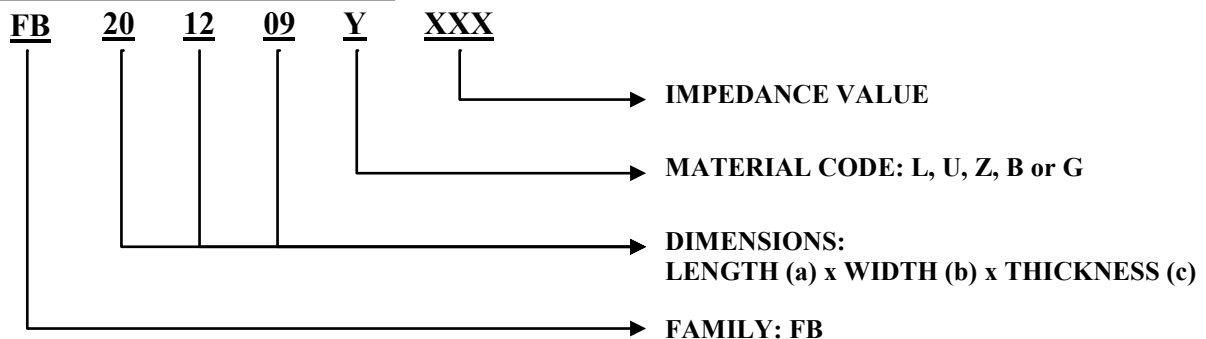 FB 20 12 09 Y XXX
IMPEDANCE VALUE
MATERIAL CODE: L, U, Z, B or G
DIMENSIONS:
LENGTH (a) x WIDTH (b) x THICKNESS (c)
FAMILY: FB